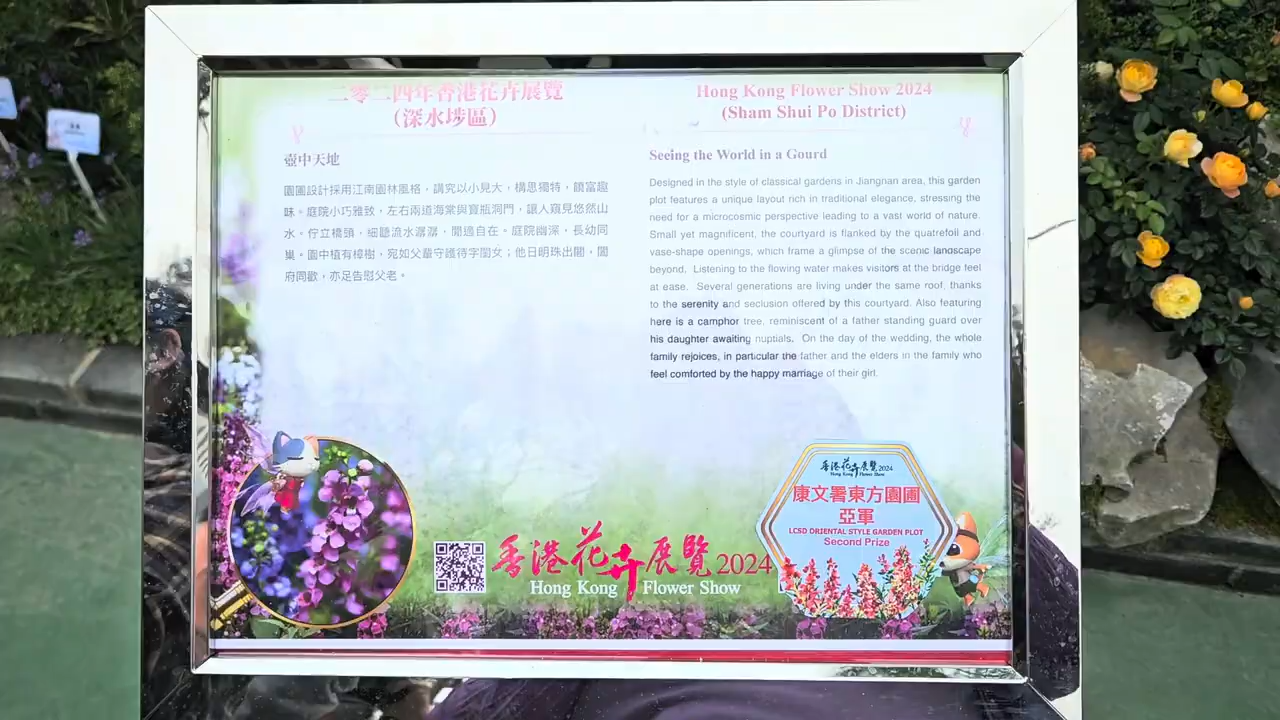 二零二四年香港花卉展覽
（深水埗區）
壺中天地
園圃設計採用江南園林風格，講究以小見大，構思獨特，饒富趣
味。庭院小巧雅致，左右兩道海棠與寶瓶洞門，讓人窺見悠然山
水。佇立橋頭，細聽流水潺潺，閒適自在。庭院幽深，長幼同
巢。園中植有樟樹，宛如父輩守護待字閨女；他日明珠出閣，闔
府同歡，亦足告慰父老。
Hong Kong Flower Show 2024
(Sham Shui Po District)
Seeing the World in a Gourd
Designed in the style of classical gardens in Jiangnan area, this garden
plot features a unique layout rich in traditional elegance, stressing the
need for a microcosmic perspective leading to a vast world of nature.
Small yet magnificent, the courtyard is flanked by the quatrefoil and
vase-shape openings, which frame a glimpse of the scenic landscape
beyond. Listening to the flowing water makes visitors at the bridge feel
at ease. Several generations are living under the same roof, thanks
to the serenity and seclusion offered by this courtyard. Also featuring
here is a camphor tree, reminiscent of a father standing guard over
his daughter awaiting nuptials. On the day of the wedding, the whole
family rejoices, in particular the father and the elders in the family who
feel comforted by the happy marriage of their girl.
香港花卉展覽2024
Hong Kong Flower Show
香港花卉展覽2024
Hong Kong Flower Show
康文署東方園圃
亞軍
LCSD ORIENTAL STYLE GARDEN PLOT
Second Prize